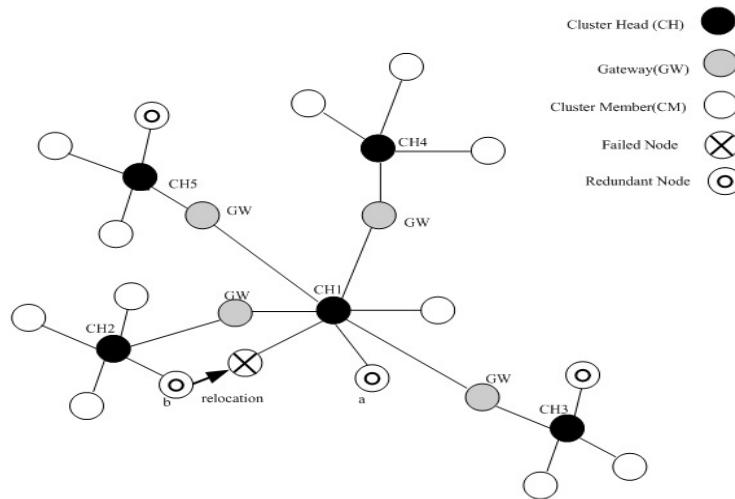 Cluster Head (CH)
Gateway(GW)
Cluster Member(CM)
Failed Node
Redundant Node
CH4
CH5
GW
GW
CH1
GW
CH2
GW
b
relocation
a
CH3